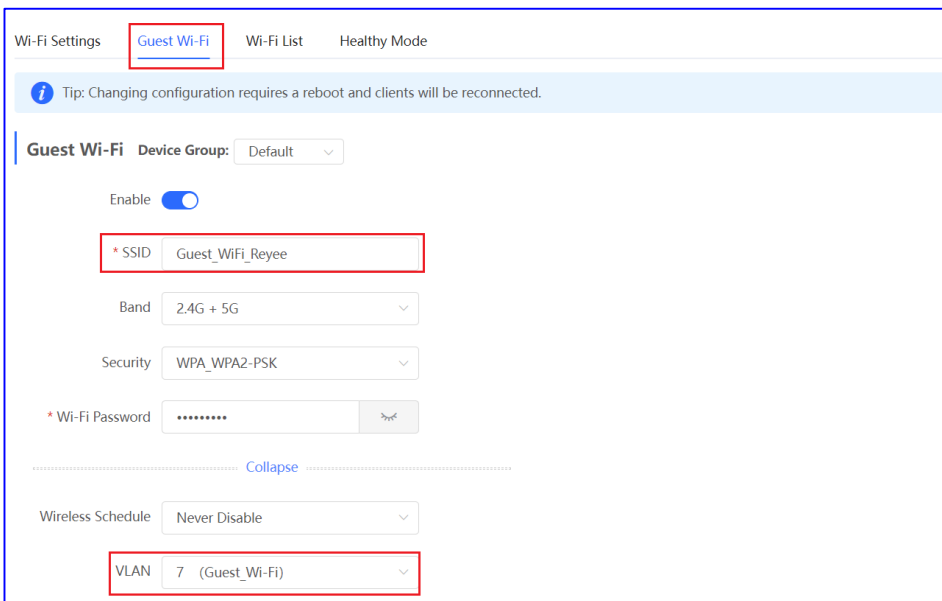 Wi-Fi Settings Guest Wi-Fi Wi-Fi List Healthy Mode
i Tip: Changing configuration requires a reboot and clients will be reconnected.
Guest Wi-Fi Device Group: Default
Enable
* SSID Guest_WiFi_Reyee
Band 2.4G + 5G
Security WPA_WPA2-PSK
* Wi-Fi Password •••••••••
Collapse
Wireless Schedule Never Disable
VLAN 7 (Guest_Wi-Fi)